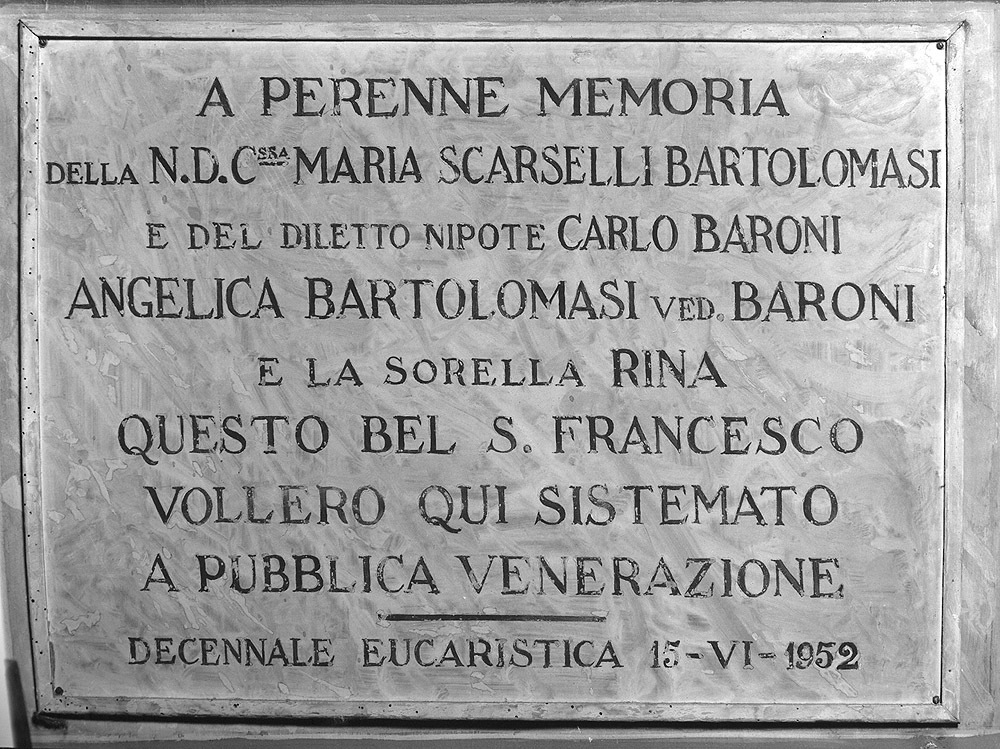 A PERENNE MEMORIA
DELLA N.D.Cssa MARIA SCARSELLI BARTOLOMASI
E DEL DILETTO NIPOTE CARLO BARONI
ANGELICA BARTOLOMASI VED. BARONI
E LA SORELLA RINA
QUESTO BEL S. FRANCESCO
VOLLERO QUI SISTEMATO
A PUBBLICA VENERAZIONE
DECENNALE EUCARISTICA 15-VI-1952